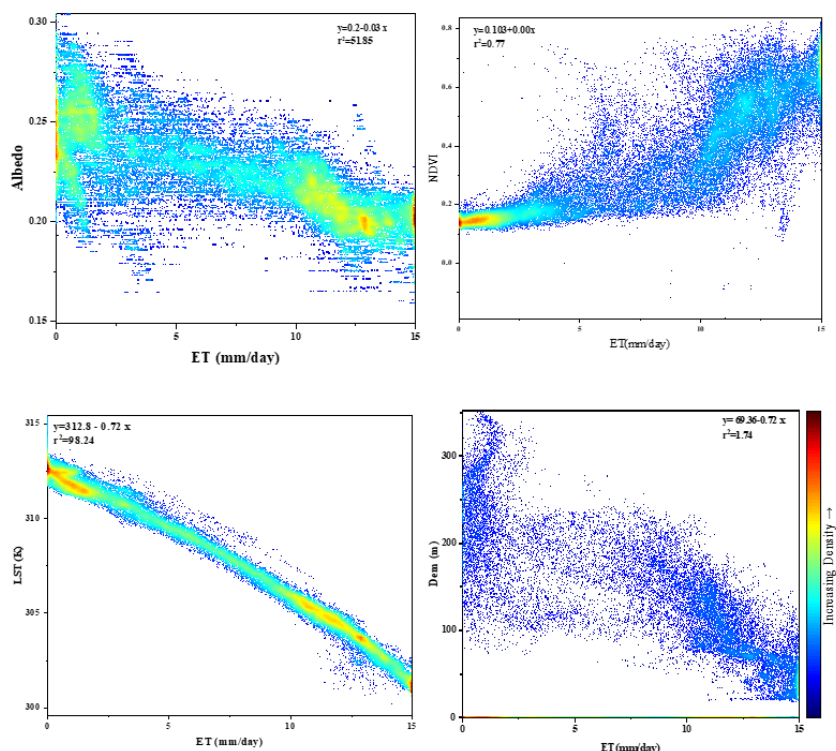 0.30
0.25
0.20
0.15
Albedo
y=0.2-0.03 x
r²=51.85
0
5
10
15
ET (mm/day)
0.8
0.6
0.4
0.2
0.0
NDVI
y=0.103+0.00x
r²=0.77
0
5
10
15
ET(mm/day)
315
310
305
300
LST (K)
y=312.8 - 0.72 x
r²=98.24
0
5
10
15
ET (mm/day)
300
200
100
0
Dem (m)
y= 69.36-0.72 x
r²=1.74
0
5
10
15
ET(mm/day)
Increasing Density →